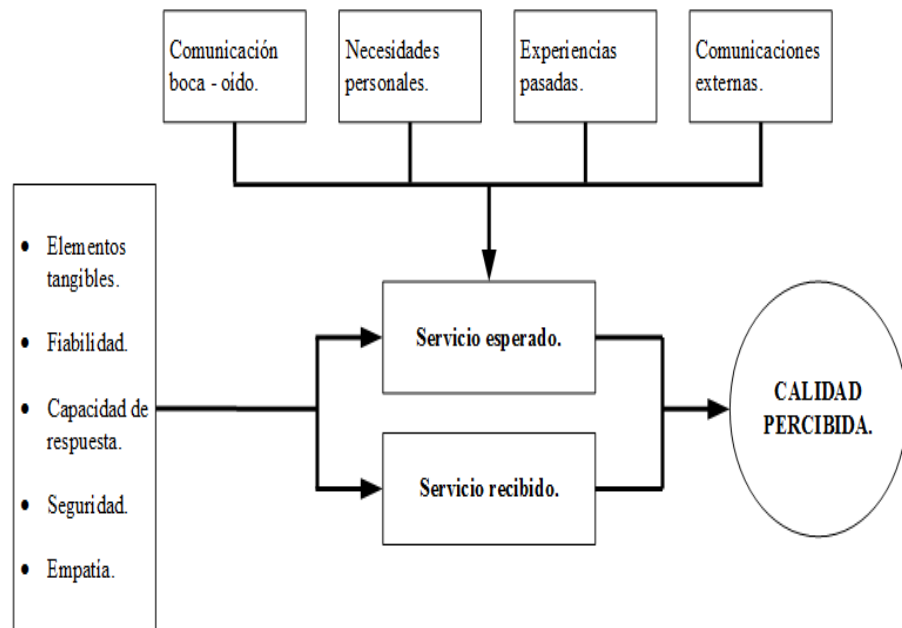 Comunicación
boca - oído.
Necesidades
personales.
Experiencias
pasadas.
Comunicaciones
externas.
• Elementos
tangibles.
• Fiabilidad.
• Capacidad de
respuesta.
• Seguridad.
• Empatía.
Servicio esperado.
Servicio recibido.
CALIDAD
PERCIBIDA.